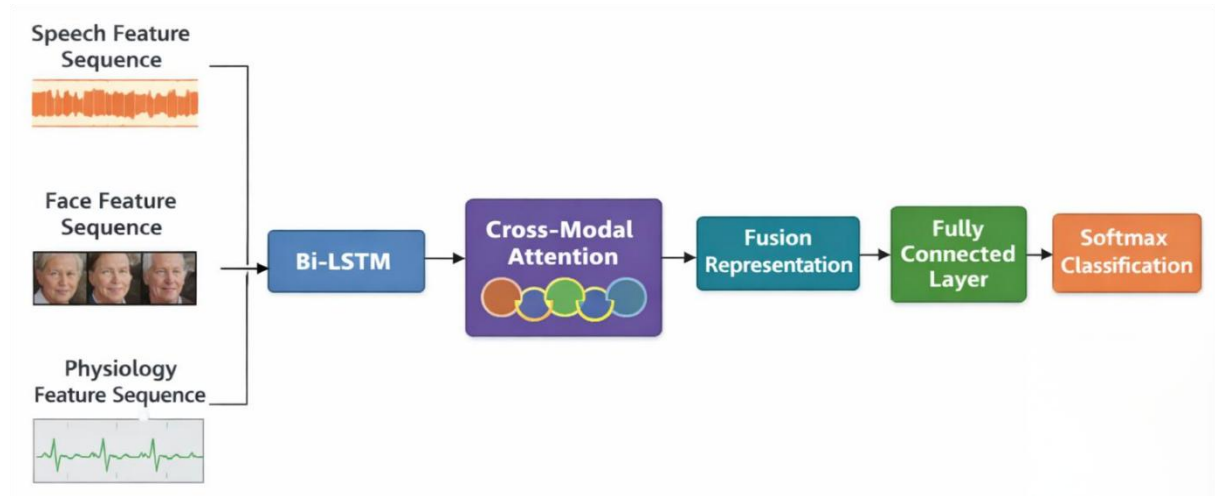 Speech Feature
Sequence
Face Feature
Sequence
Physiology
Feature Sequence
Bi-LSTM
Cross-Modal
Attention
Fusion
Representation
Fully
Connected
Layer
Softmax
Classification